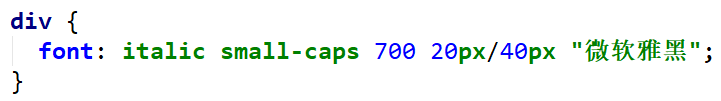 div {
  font: italic small-caps 700 20px/40px "微软雅黑";
}